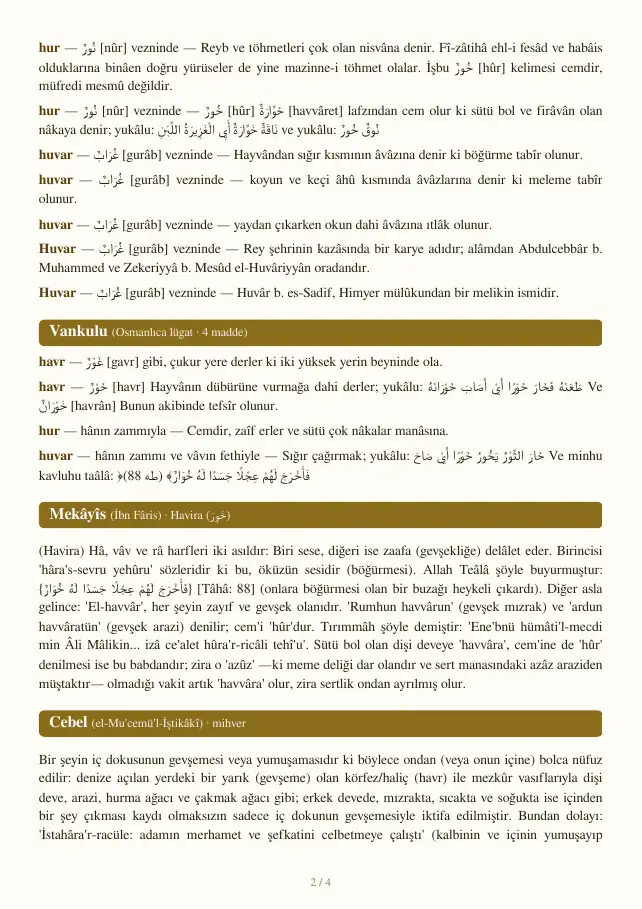 hur — نُورٌ [nûr] vezninde — Reyb ve töhmetleri çok olan nisvâna denir. Fî-zâtihâ ehl-i fesâd ve habâis
olduklarına binâen doğru yürüseler de yine mazinne-i töhmet olalar. İşbu خُورٌ [hûr] kelimesi cemdir,
müfredi mesmû değildir.
hur — نُورٌ [nûr] vezninde — خُورٌ [hûr] خَوَّارَةٌ [havvâret] lafzından cem olur ki sütü bol ve firâvân olan
nâkaya denir; yukâlu: نَاقَةٌ خَوَّارَةٌ أَيِ الْغَزِيرَةُ اللَّبَنِ ve yukâlu: نُوقٌ خُورٌ
huvar — غُرَابٌ [gurâb] vezninde — Hayvândan sığır kısmının âvâzına denir ki böğürme tabîr olunur.
huvar — غُرَابٌ [gurâb] vezninde — koyun ve keçi âhû kısmında âvâzlarına denir ki meleme tabîr
olunur.
huvar — غُرَابٌ [gurâb] vezninde — yaydan çıkarken okun dahi âvâzına ıtlâk olunur.
Huvar — غُرَابٌ [gurâb] vezninde — Rey şehrinin kazâsında bir karye adıdır; alâmdan Abdulcebbâr b.
Muhammed ve Zekeriyyâ b. Mesûd el-Huvâriyyân oradandır.
Huvar — غُرَابٌ [gurâb] vezninde — Huvâr b. es-Sadif, Himyer mülûkundan bir melikin ismidir.
Vankulu (Osmanlıca lügat · 4 madde)
havr — غَوْرٌ [gavr] gibi, çukur yere derler ki iki yüksek yerin beyninde ola.
havr — خَوْرٌ [havr] Hayvânın dübürüne vurmağa dahi derler; yukâlu: طَعَنَهُ فَخَارَ خَوْرًا أَيْ أَصَابَ خَوْرَانَهُ Ve
خَوْرَانٌ [havrân] Bunun akibinde tefsîr olunur.
hur — hânın zammıyla — Cemdir, zaîf erler ve sütü çok nâkalar manâsına.
huvar — hânın zammı ve vâvın fethiyle — Sığır çağırmak; yukâlu: خَارَ الثَّوْرُ يَخُورُ خَوْرًا أَيْ صَاحَ Ve minhu
kavluhu taâlâ: ﴿فَأَخْرَجَ لَهُمْ عِجْلًا جَسَدًا لَهُ خُوَارٌ﴾ (طه 88)
Mekâyîs (İbn Fâris) · Havira (خَوِرَ)
(Havira) Hâ, vâv ve râ harfleri iki asıldır: Biri sese, diğeri ise zaafa (gevşekliğe) delâlet eder. Birincisi
'hâra's-sevru yehûru' sözleridir ki bu, öküzün sesidir (böğürmesi). Allah Teâlâ şöyle buyurmuştur:
{فَأَخْرَجَ لَهُمْ عِجْلًا جَسَدًا لَهُ خُوَارٌ} [Tâhâ: 88] (onlara böğürmesi olan bir buzağı heykeli çıkardı). Diğer asla
gelince: 'El-havvâr', her şeyin zayıf ve gevşek olanıdır. 'Rumhun havvârun' (gevşek mızrak) ve 'ardun
havvâratün' (gevşek arazi) denilir; cem'i 'hûr'dur. Tırımmâh şöyle demiştir: 'Ene'bnü hümâti'l-mecdi
min Âli Mâlikin... izâ ce'alet hûra'r-ricâli tehî'u'. Sütü bol olan dişi deveye 'havvâra', cem'ine de 'hûr'
denilmesi ise bu babdandır; zira o 'azûz' —ki meme deliği dar olandır ve sert manasındaki azâz araziden
müştaktır— olmadığı vakit artık 'havvâra' olur, zira sertlik ondan ayrılmış olur.
Cebel (el-Mu'cemü'l-İştikâkî) · mihver
Bir şeyin iç dokusunun gevşemesi veya yumuşamasıdır ki böylece ondan (veya onun içine) bolca nüfuz
edilir: denize açılan yerdeki bir yarık (gevşeme) olan körfez/haliç (havr) ile mezkûr vasıflarıyla dişi
deve, arazi, hurma ağacı ve çakmak ağacı gibi; erkek devede, mızrakta, sıcakta ve soğukta ise içinden
bir şey çıkması kaydı olmaksızın sadece iç dokunun gevşemesiyle iktifa edilmiştir. Bundan dolayı:
'İstahâra'r-racüle: adamın merhamet ve şefkatini celbetmeye çalıştı' (kalbinin ve içinin yumuşayıp
2 / 4